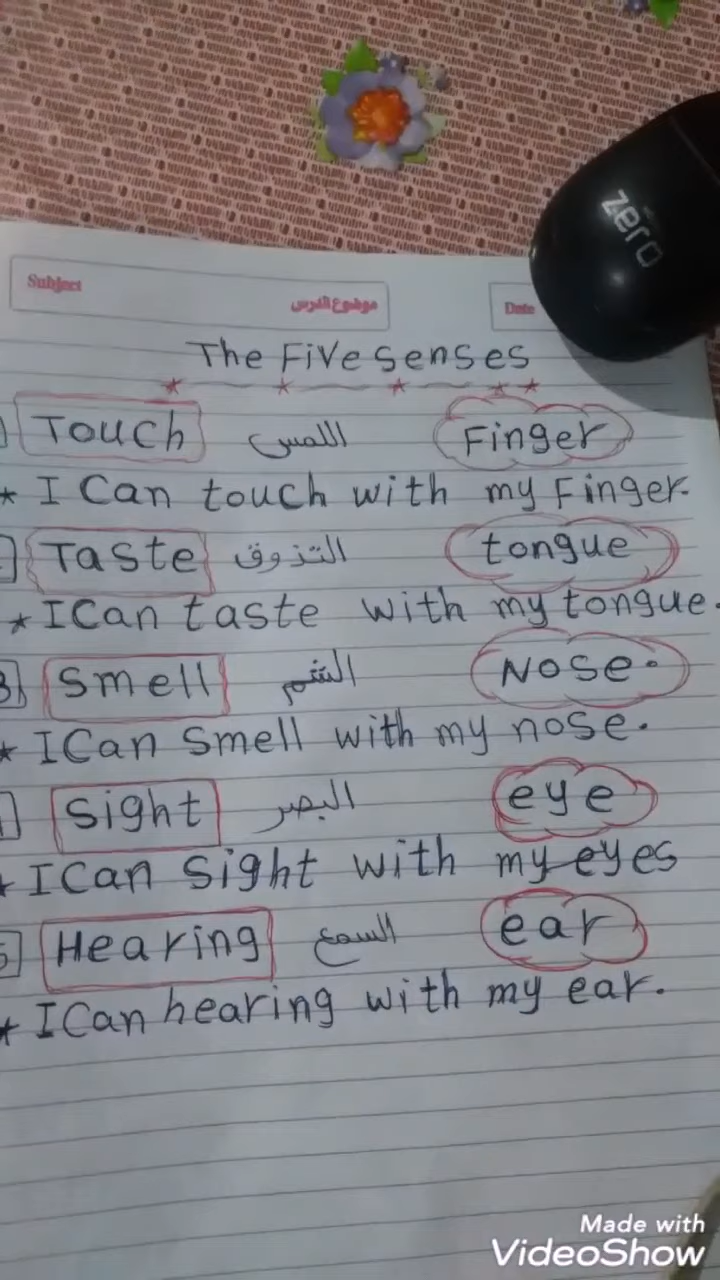 zero
Subject موضوع الدرس Date
The Five Senses
Touch اللمس Finger
* I Can touch with my Finger.
Taste التذوق tongue
* I Can taste with my tongue.
3 Smell الشم Nose.
* I Can Smell with my nose.
Sight البصر eye
* I Can Sight with my eyes
5 Hearing السمع ear
* I Can hearing with my ear.
Made with
VideoShow